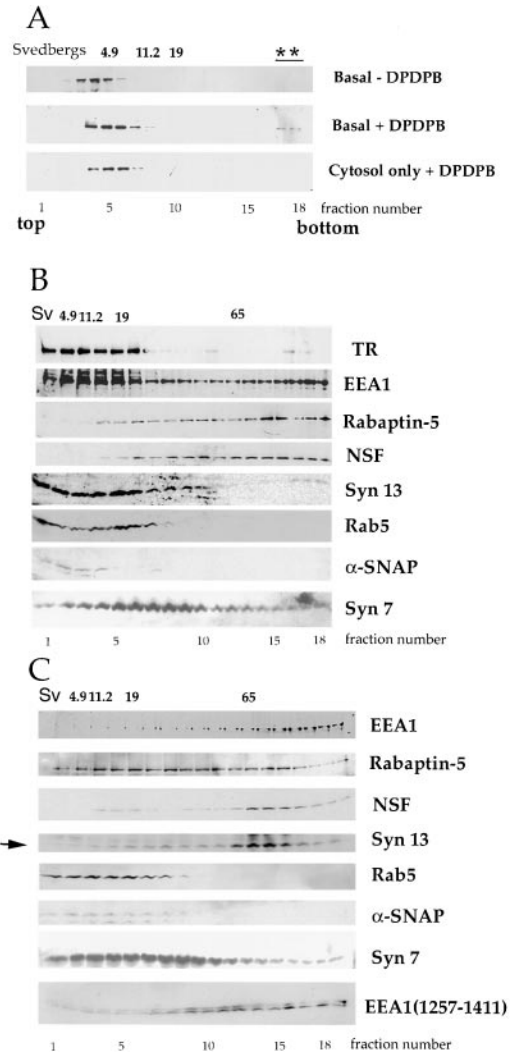 A
Svedbergs 4.9 11.2 19 **
Basal - DPDPB
Basal + DPDPB
Cytosol only + DPDPB
1 5 10 15 18 fraction number
top bottom
B
Sv 4.9 11.2 19 65
TR
EEA1
Rabaptin-5
NSF
Syn 13
Rab5
α-SNAP
Syn 7
1 5 10 15 18 fraction number
C
Sv 4.9 11.2 19 65
EEA1
Rabaptin-5
NSF
Syn 13
Rab5
α-SNAP
Syn 7
EEA1(1257-1411)
1 5 10 15 18 fraction number